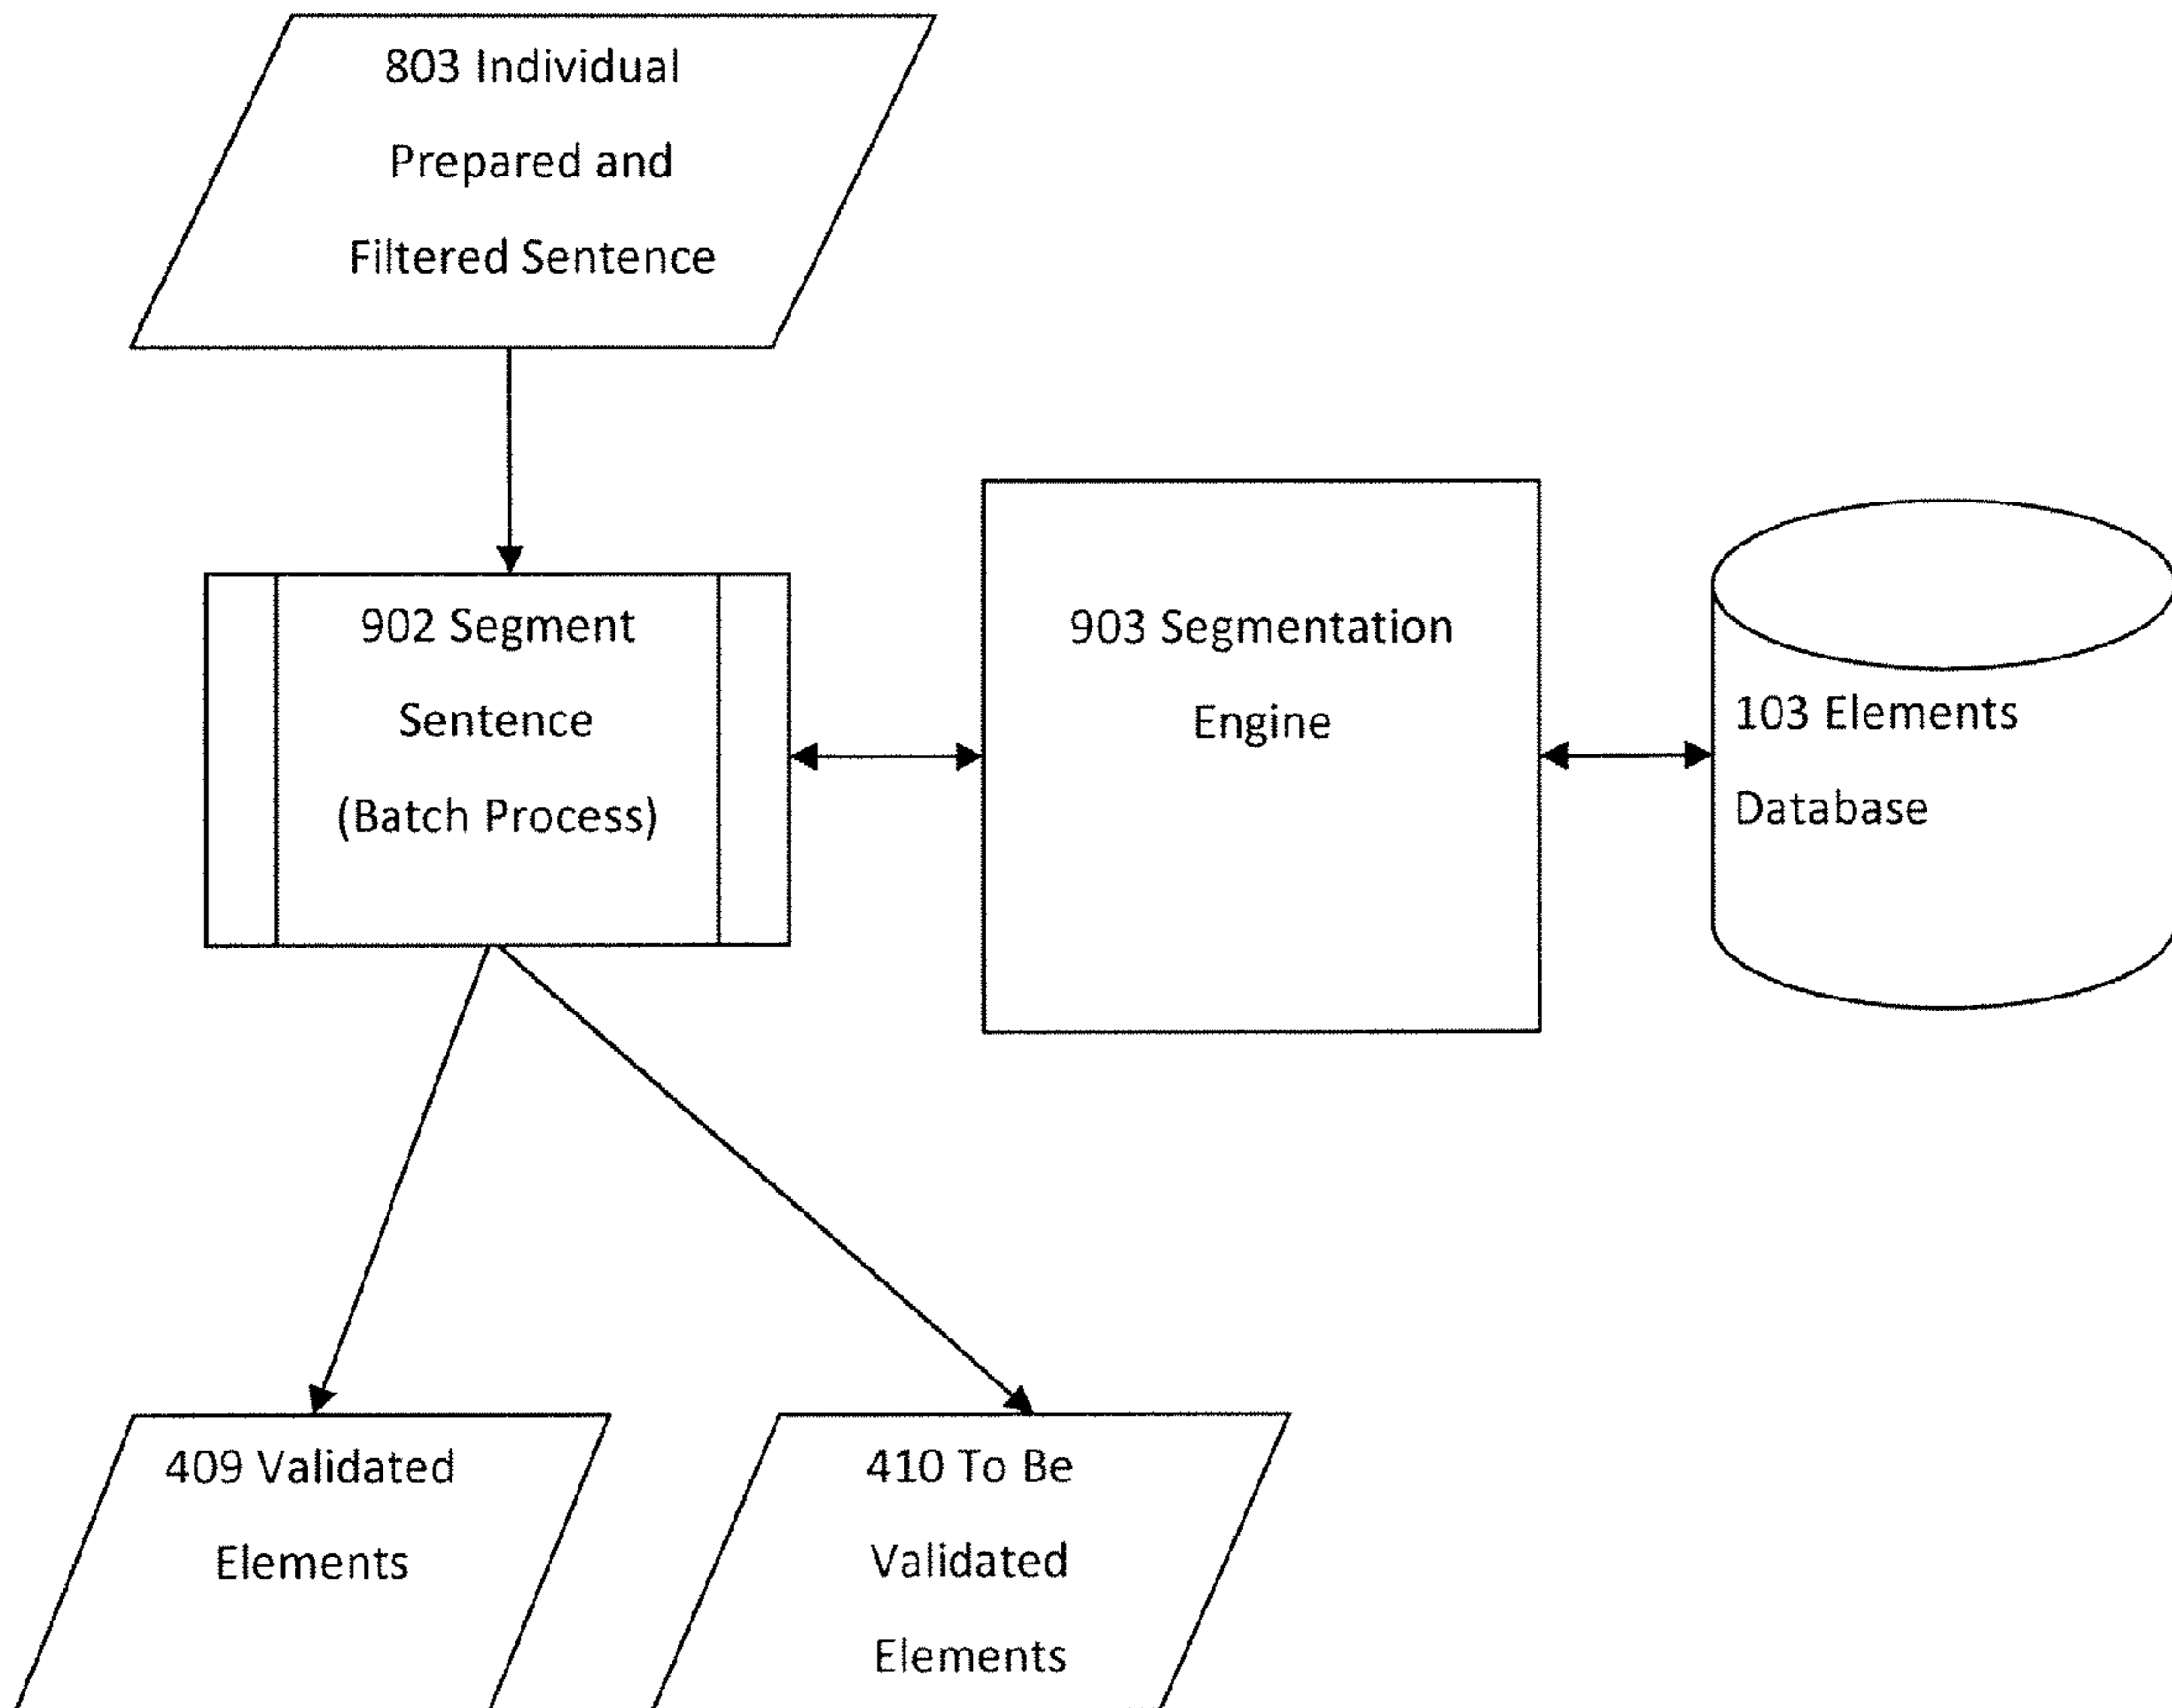 803 Individual
Prepared and
Filtered Sentence
902 Segment
Sentence
(Batch Process)
903 Segmentation
Engine
103 Elements
Database
409 Validated
Elements
410 To Be
Validated
Elements